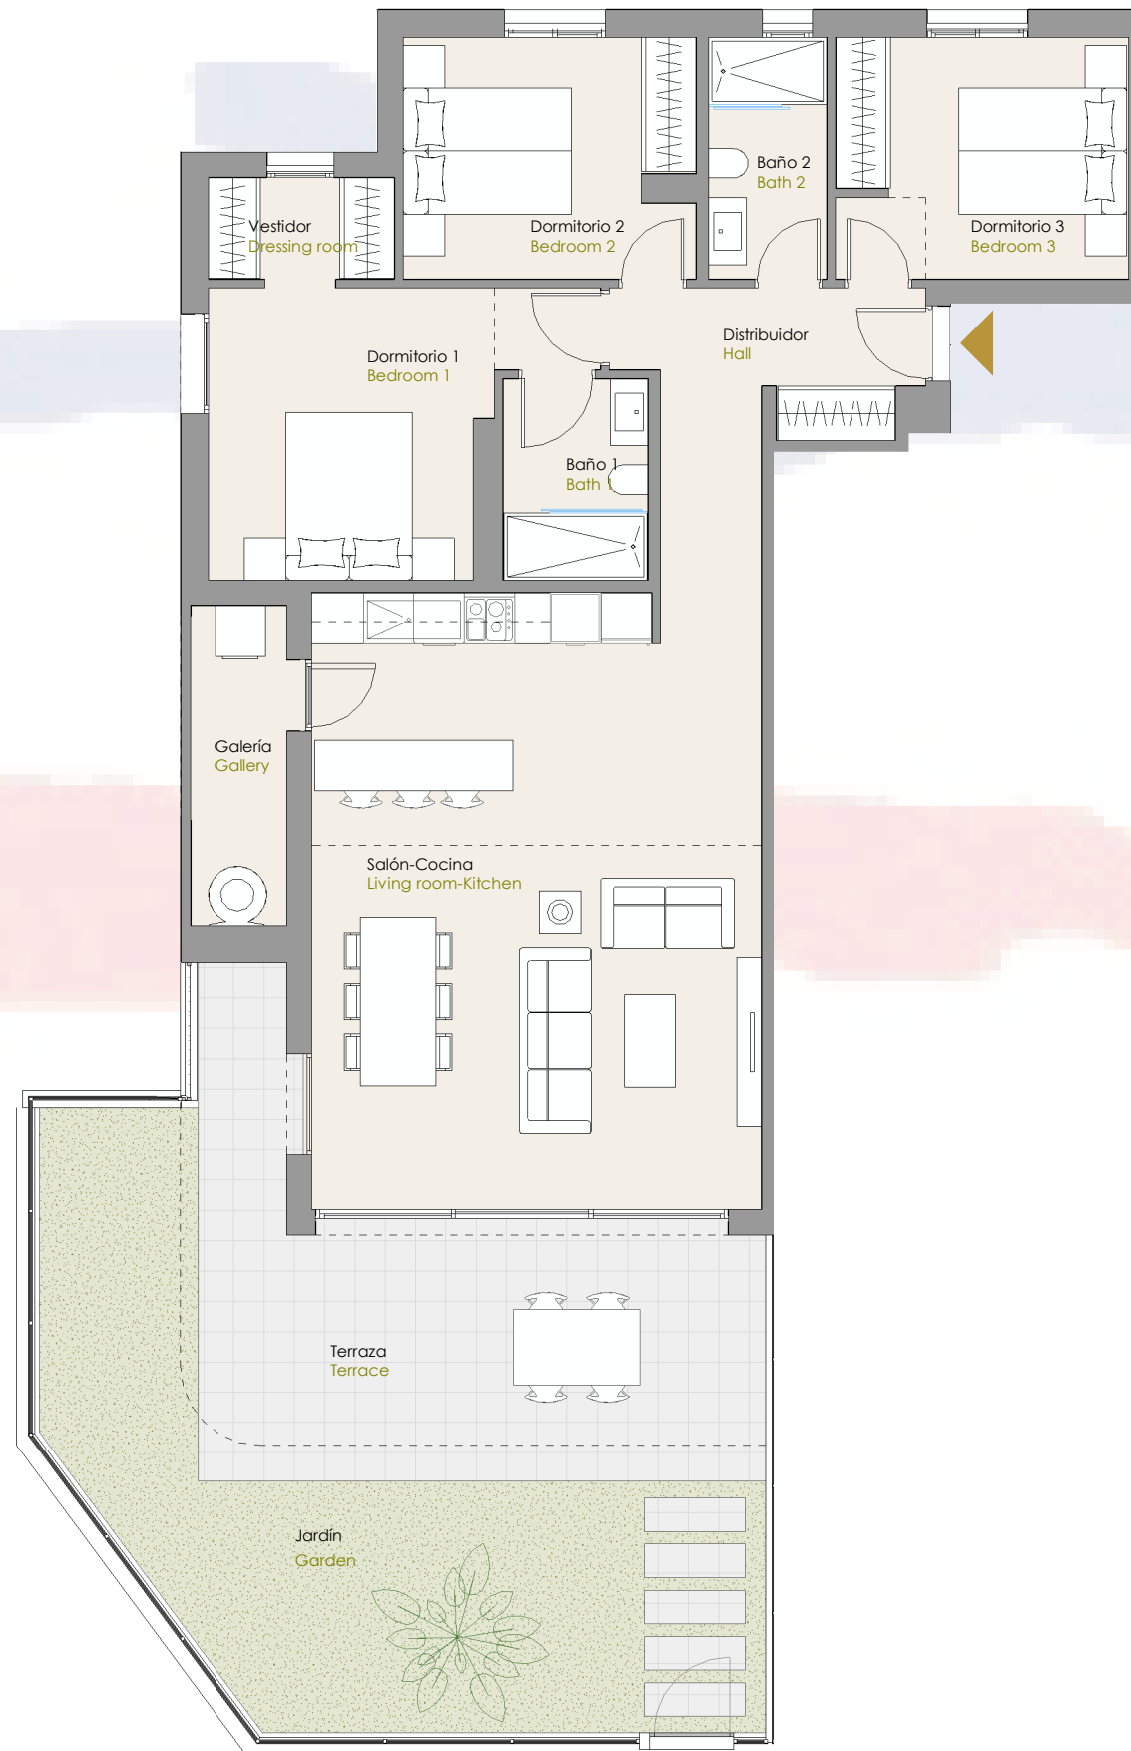 Baño 2
Bath 2
Vestidor
Dressing room
Dormitorio 2
Bedroom 2
Dormitorio 3
Bedroom 3
Distribuidor
Hall
Dormitorio 1
Bedroom 1
Baño 1
Bath 1
Galería
Gallery
Salón-Cocina
Living room-Kitchen
Terraza
Terrace
Jardín
Garden